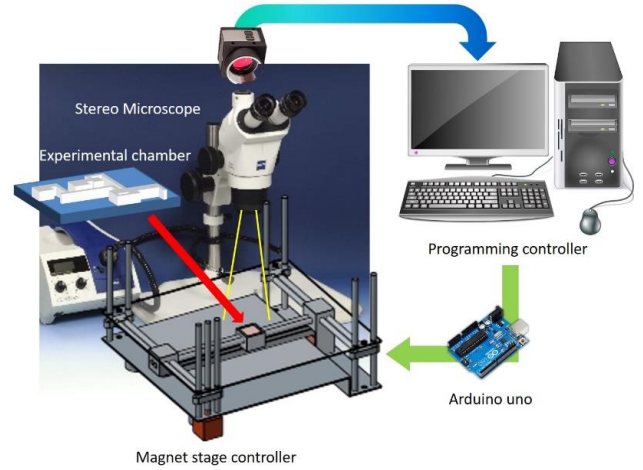 Stereo Microscope
Experimental chamber
Programming controller
Arduino uno
Magnet stage controller